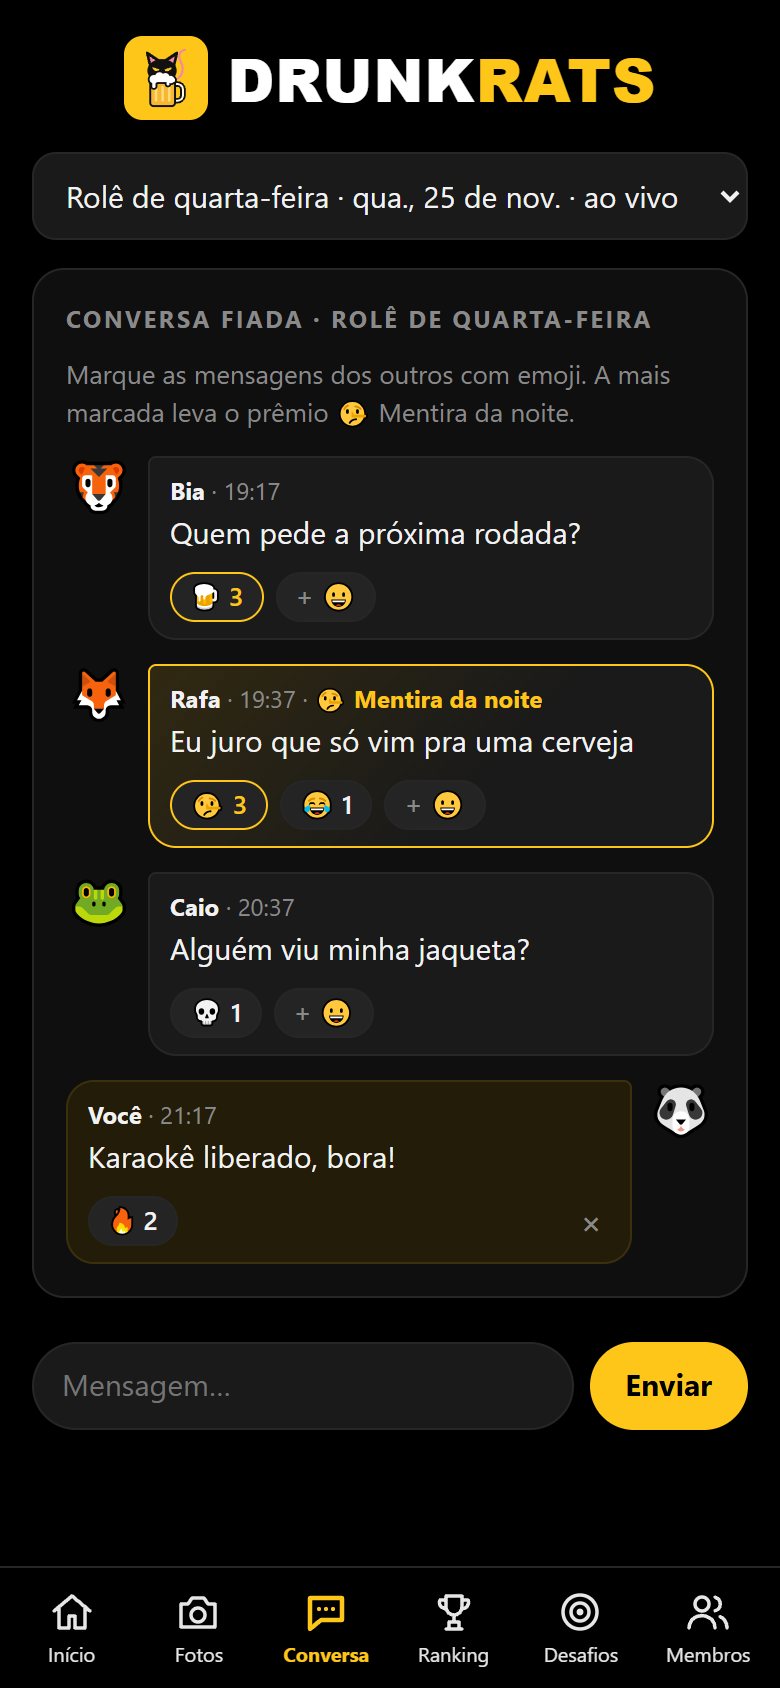 DRUNKRATS
Rolê de quarta-feira · qua., 25 de nov. · ao vivo
CONVERSA FIADA · ROLÊ DE QUARTA-FEIRA
Marque as mensagens dos outros com emoji. A mais
marcada leva o prêmio 🤥 Mentira da noite.
Bia · 19:17
Quem pede a próxima rodada?
🍺 3 + 😀
Rafa · 19:37 · 🤥 Mentira da noite
Eu juro que só vim pra uma cerveja
🤥 3 😂 1 + 😀
Caio · 20:37
Alguém viu minha jaqueta?
💀 1 + 😀
Você · 21:17
Karaokê liberado, bora!
🔥 2 ×
Mensagem...
Enviar
Início Fotos Conversa Ranking Desafios Membros